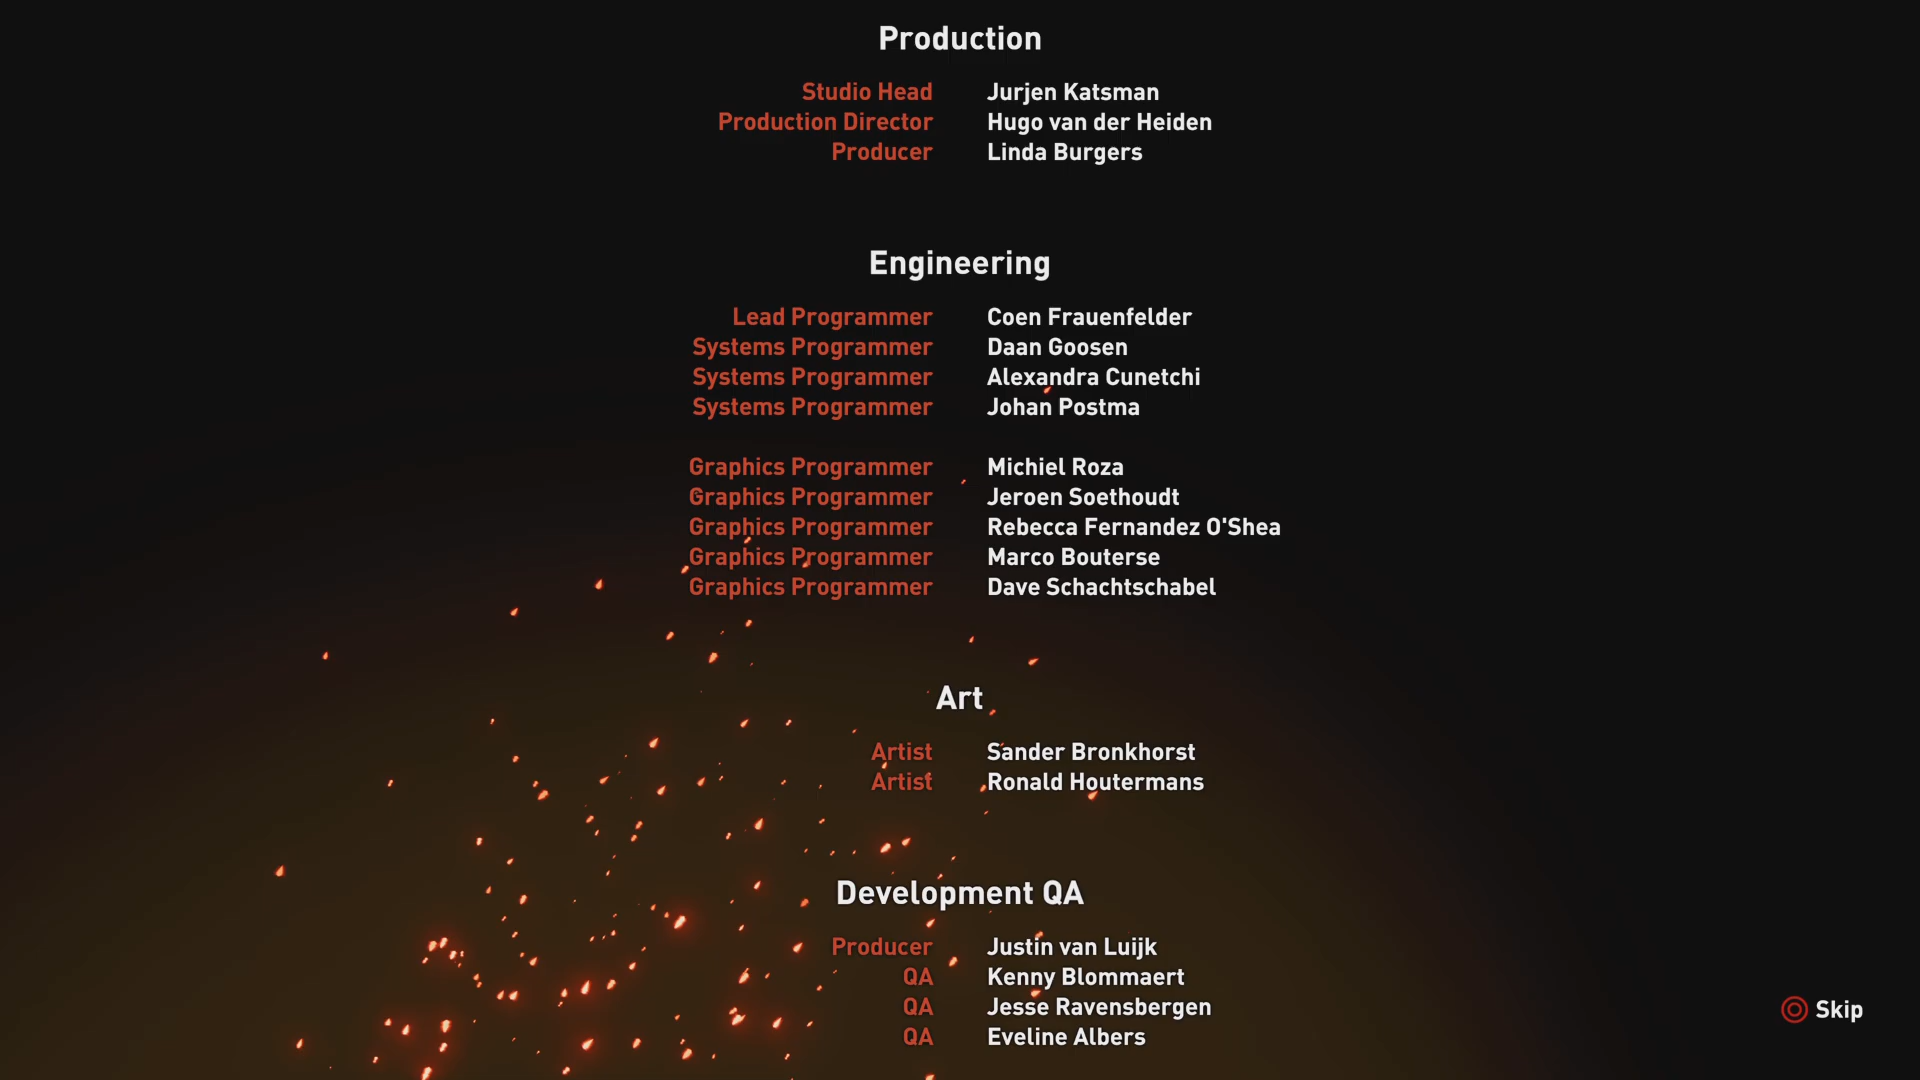 Production
Studio Head Jurjen Katsman
Production Director Hugo van der Heiden
Producer Linda Burgers
Engineering
Lead Programmer Coen Frauenfelder
Systems Programmer Daan Goosen
Systems Programmer Alexandra Cunetchi
Systems Programmer Johan Postma
Graphics Programmer Michiel Roza
Graphics Programmer Jeroen Soethoudt
Graphics Programmer Rebecca Fernandez O'Shea
Graphics Programmer Marco Bouterse
Graphics Programmer Dave Schachtschabel
Art
Artist Sander Bronkhorst
Artist Ronald Houtermans
Development QA
Producer Justin van Luijk
QA Kenny Blommaert
QA Jesse Ravensbergen
QA Eveline Albers
Skip